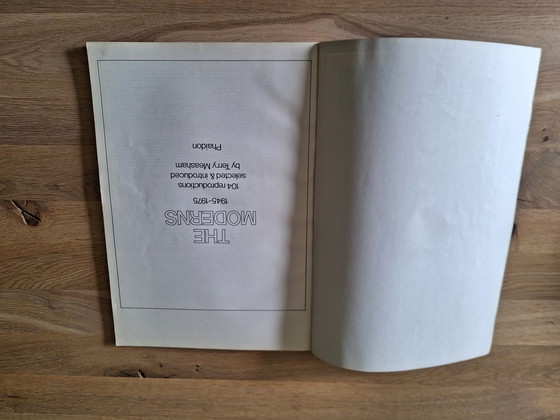 THE
MODERNS
1945-1975
104 reproductions
selected & introduced
by Terry Measham
Phaidon